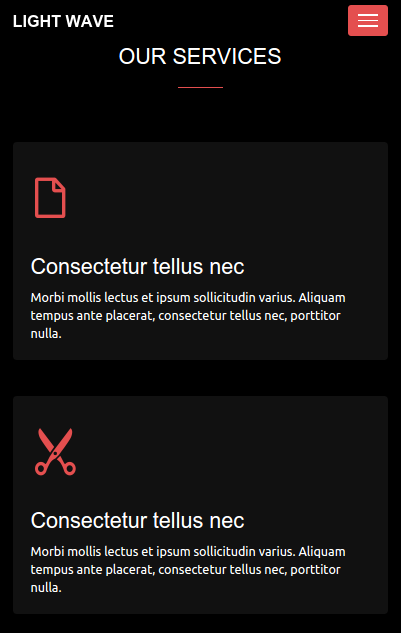 LIGHT WAVE
OUR SERVICES
Consectetur tellus nec
Morbi mollis lectus et ipsum sollicitudin varius. Aliquam
tempus ante placerat, consectetur tellus nec, porttitor
nulla.
Consectetur tellus nec
Morbi mollis lectus et ipsum sollicitudin varius. Aliquam
tempus ante placerat, consectetur tellus nec, porttitor
nulla.